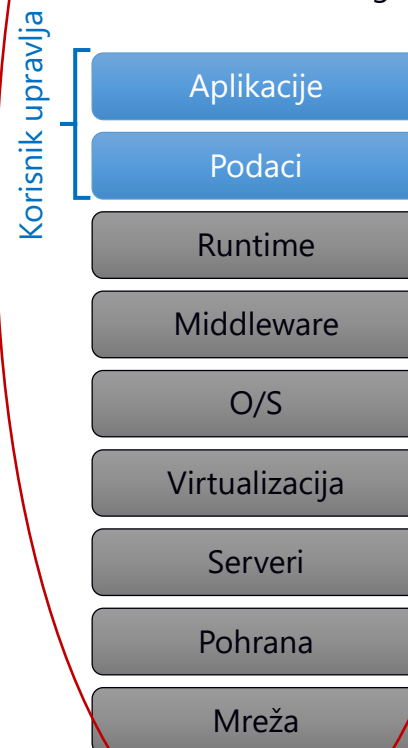 Korisnik upravlja
Aplikacije
Podaci
Runtime
Middleware
O/S
Virtualizacija
Serveri
Pohrana
Mreža